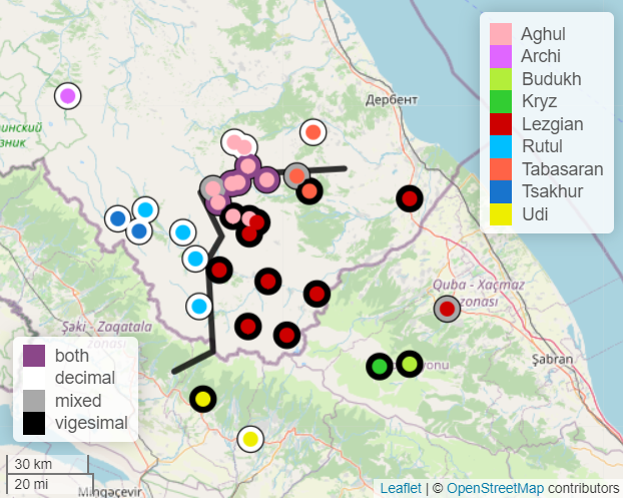 Aghul
Archi
Budukh
Kryz
Lezgian
Rutul
Tabasaran
Tsakhur
Udi
Дербент
инский
зник
Quba - Xaçmaz
zonası
Şəki - Zaqatala
zonası
Şabran
onu
both
decimal
mixed
vigesimal
30 km
20 mi
Mingəçevir
Leaflet | © OpenStreetMap contributors